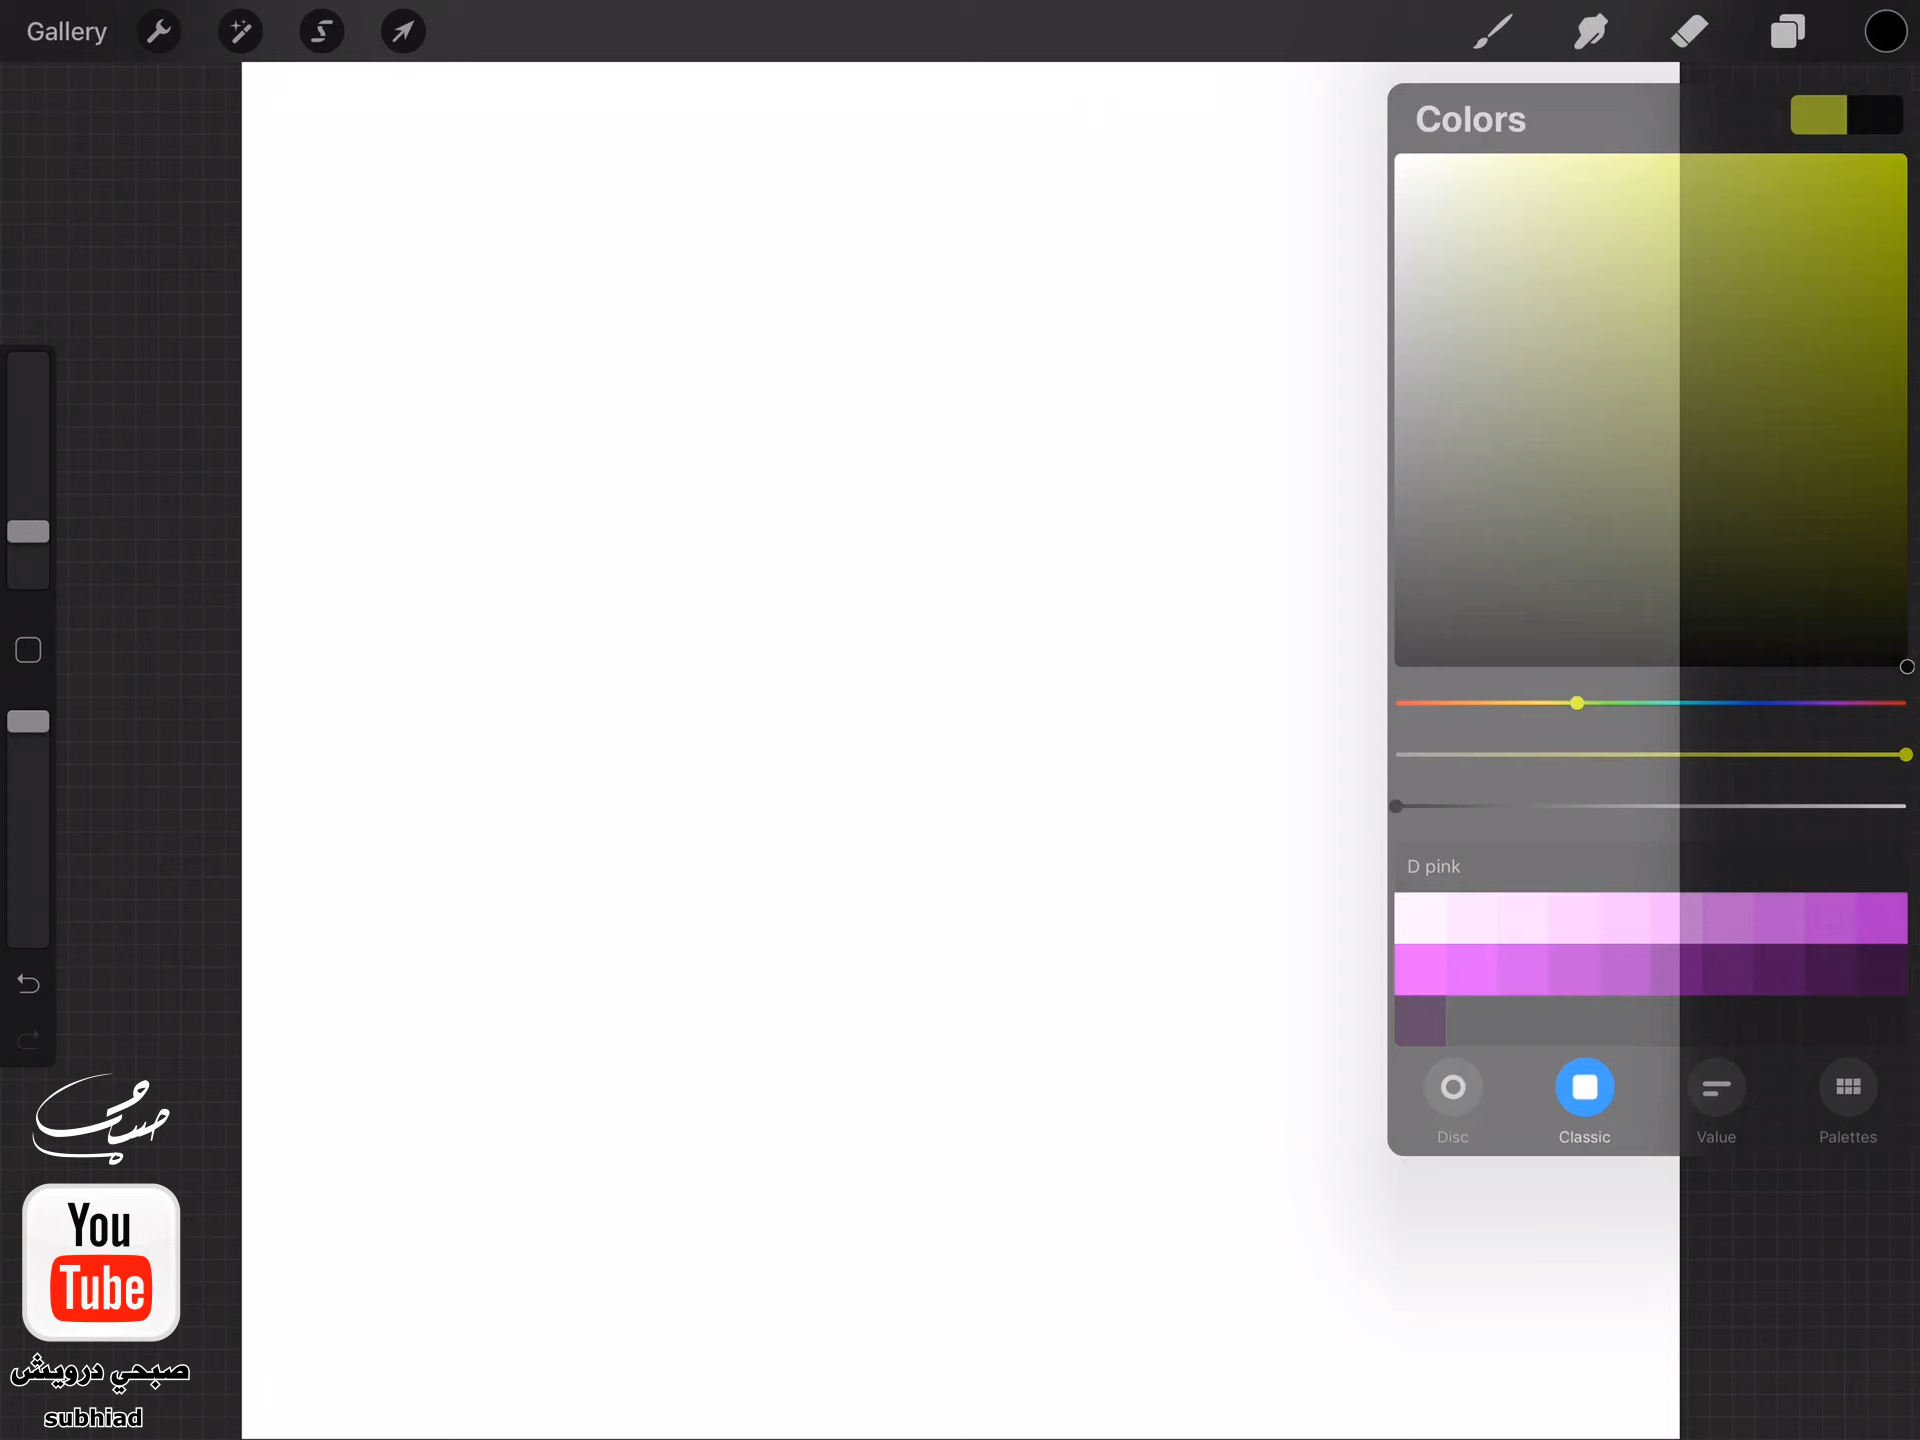 Gallery
Colors
D pink
Disc
Classic
Value
Palettes
You
Tube
صبحي درويش
subhiad